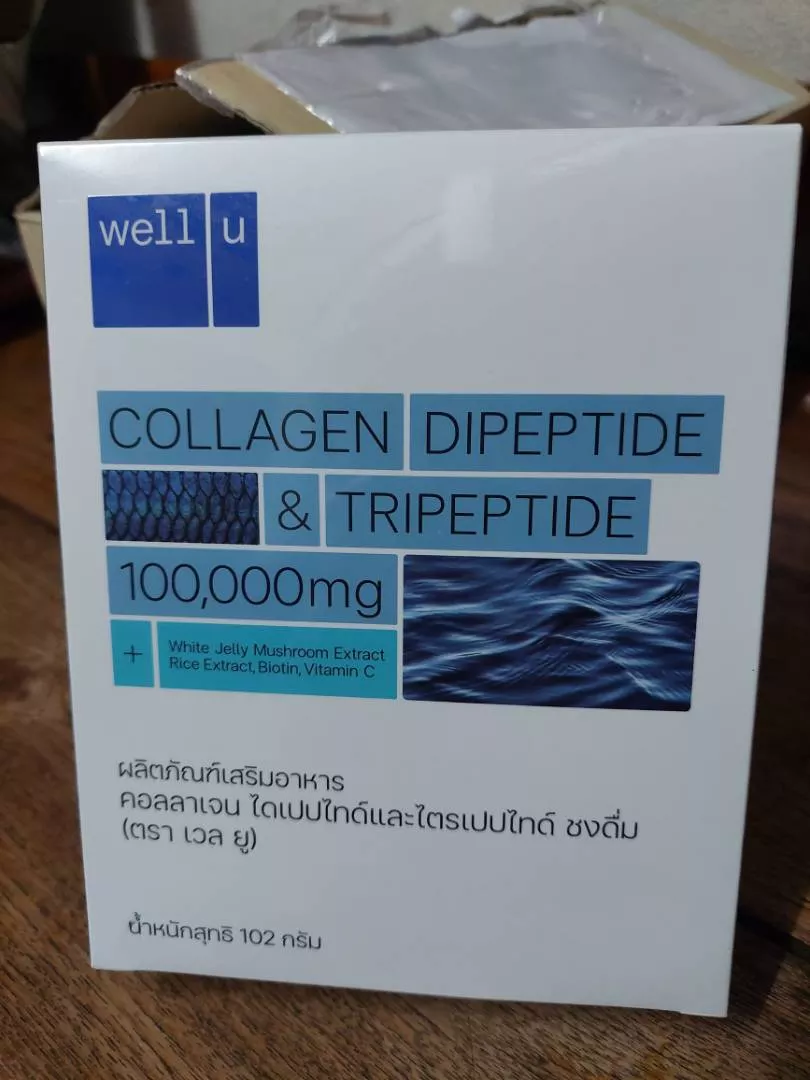 well u
COLLAGEN DIPEPTIDE
& TRIPEPTIDE
100,000mg
+ White Jelly Mushroom Extract
Rice Extract, Biotin, Vitamin C
ผลิตภัณฑ์เสริมอาหาร
คอลลาเจน ไดเปปไทด์และไตรเปปไทด์ ชงดื่ม
(ตรา เวล ยู)
น้ำหนักสุทธิ 102 กรัม